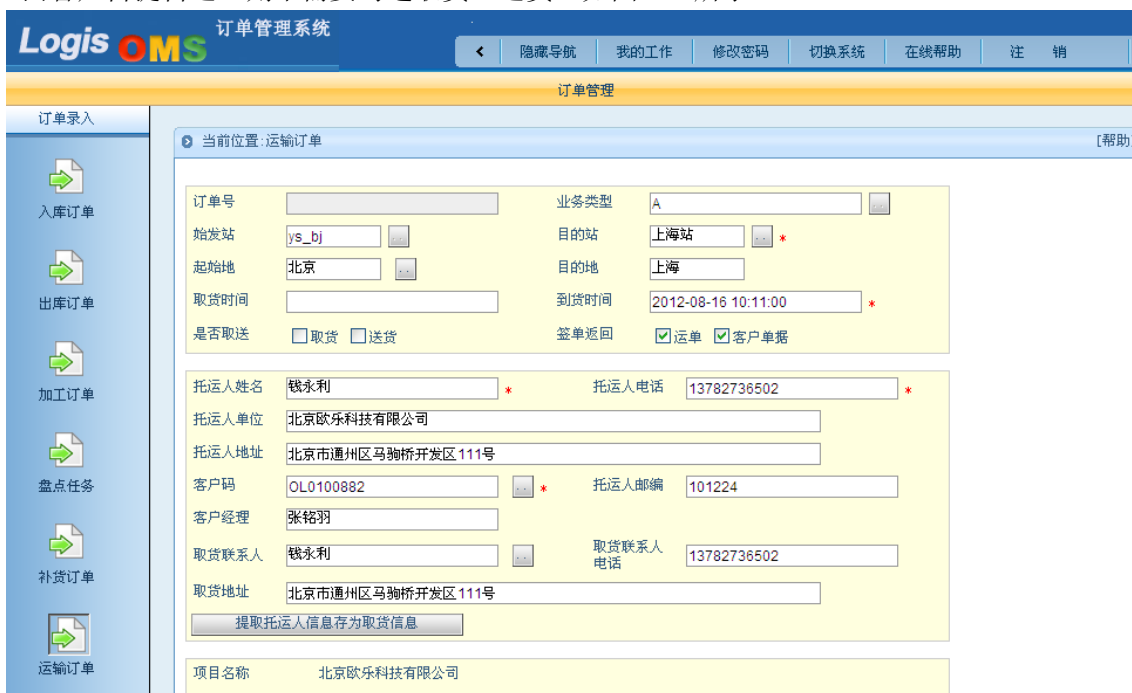 Logis OMS 订单管理系统
隐藏导航 我的工作 修改密码 切换系统 在线帮助 注 销
订单管理
订单录入
当前位置:运输订单 [帮助
入库订单
出库订单
加工订单
盘点任务
补货订单
运输订单
订单号 业务类型 A
始发站 ys_bj 目的站 上海站 *
起始地 北京 目的地 上海
取货时间 到货时间 2012-08-16 10:11:00 *
是否取送 取货 送货 签单返回 运单 客户单据
托运人姓名 钱永利 * 托运人电话 13782736502 *
托运人单位 北京欧乐科技有限公司
托运人地址 北京市通州区马驹桥开发区111号
客户码 OL0100882 * 托运人邮编 101224
客户经理 张铭羽
取货联系人 钱永利 取货联系人
电话 13782736502
取货地址 北京市通州区马驹桥开发区111号
提取托运人信息存为取货信息
项目名称 北京欧乐科技有限公司